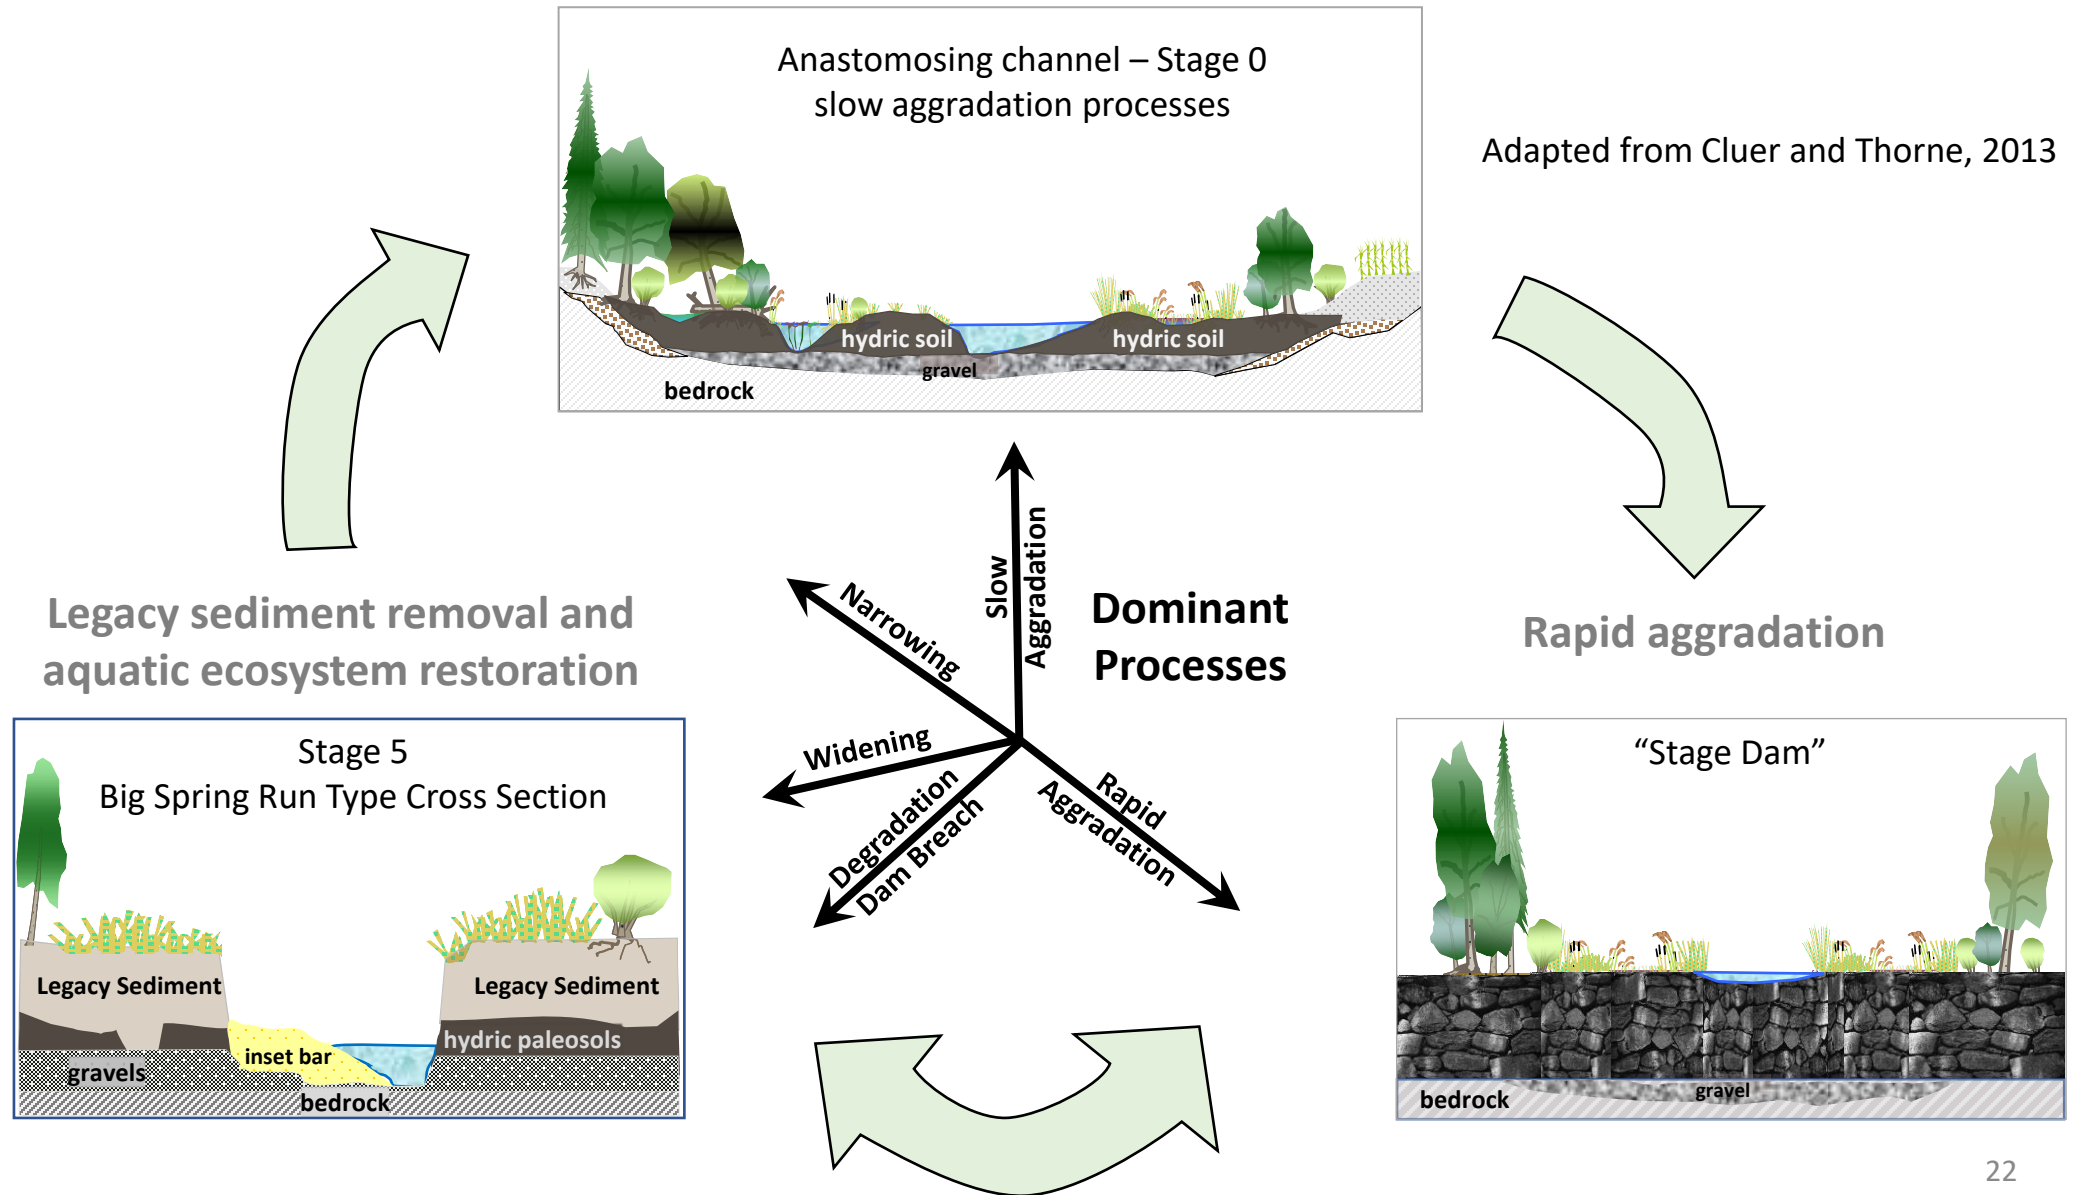 Anastomosing channel – Stage 0
slow aggradation processes
hydric soil
hydric soil
gravel
bedrock
Adapted from Cluer and Thorne, 2013
Legacy sediment removal and
aquatic ecosystem restoration
Slow
Aggradation
Narrowing
Widening
Degradation
Dam Breach
Rapid
Aggradation
Dominant
Processes
Rapid aggradation
Stage 5
Big Spring Run Type Cross Section
Legacy Sediment
Legacy Sediment
hydric paleosols
inset bar
gravels
bedrock
“Stage Dam”
gravel
bedrock
22